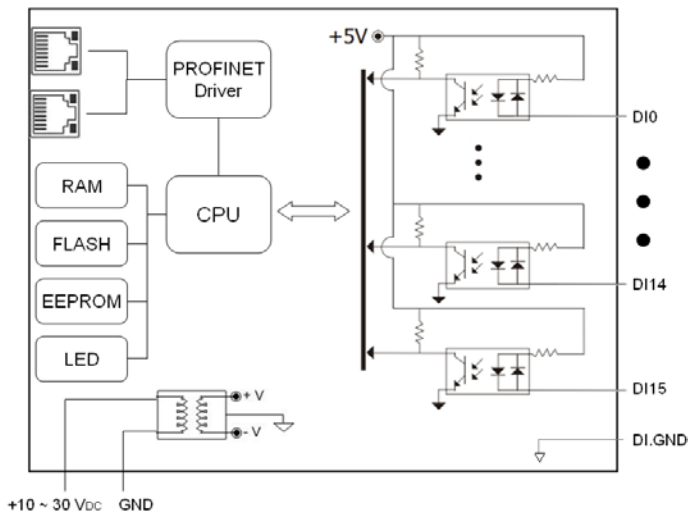 +5V
PROFINET
Driver
DI0
RAM
CPU
FLASH
EEPROM
DI14
LED
DI15
+ V
- V
DI.GND
+10 ~ 30 VDC GND